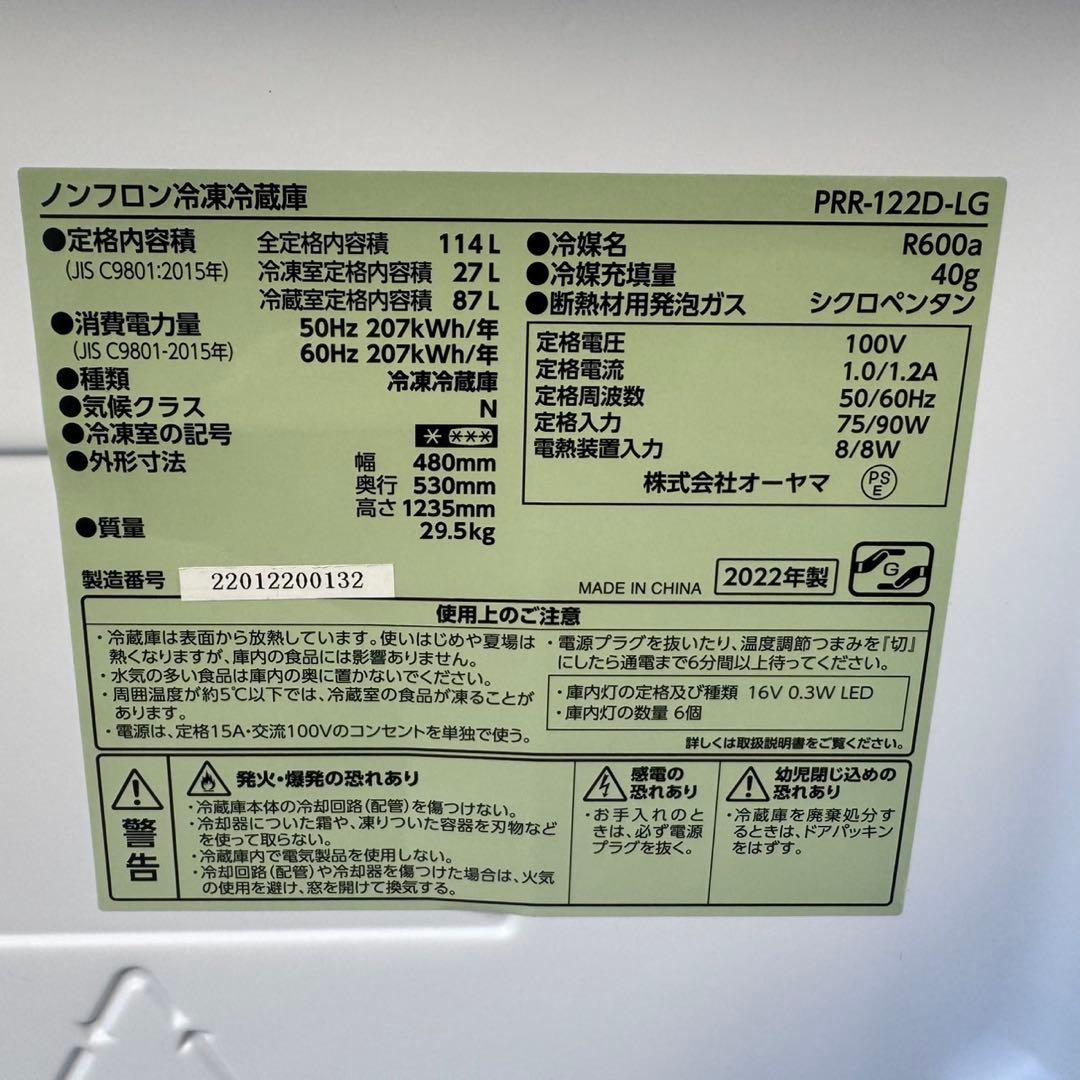 ノンフロン冷凍冷蔵庫
PRR-122D-LG
●定格内容積 全定格内容積 114 L
(JIS C9801:2015年) 冷凍室定格内容積 27 L
冷蔵室定格内容積 87 L
●消費電力量 50Hz 207kWh/年
(JIS C9801-2015年) 60Hz 207kWh/年
●種類 冷凍冷蔵庫
●気候クラス N
●冷凍室の記号
●外形寸法 幅 480mm
奥行 530mm
高さ 1235mm
●質量 29.5kg
●冷媒名 R600a
●冷媒充填量 40g
●断熱材用発泡ガス シクロペンタン
定格電圧 100V
定格電流 1.0/1.2A
定格周波数 50/60Hz
定格入力 75/90W
電熱装置入力 8/8W
株式会社オーヤマ PS E
製造番号 22012200132
MADE IN CHINA 2022年製 G
使用上のご注意
・冷蔵庫は表面から放熱しています。使いはじめや夏場は
熱くなりますが、庫内の食品には影響ありません。
・水気の多い食品は庫内の奥に置かないでください。
・周囲温度が約5℃以下では、冷蔵室の食品が凍ることが
あります。
・電源は、定格15A・交流100Vのコンセントを単独で使う。
・電源プラグを抜いたり、温度調節つまみを『切』
にしたら通電まで6分間以上待ってください。
・庫内灯の定格及び種類 16V 0.3W LED
・庫内灯の数量 6個
詳しくは取扱説明書をご覧ください。
警告
発火・爆発の恐れあり
・冷蔵庫本体の冷却回路(配管)を傷つけない。
・冷却器についた霜や、凍りついた容器を刃物など
を使って取らない。
・冷蔵庫内で電気製品を使用しない。
・冷却回路(配管)や冷却器を傷つけた場合は、火気
の使用を避け、窓を開けて換気する。
感電の
恐れあり
・お手入れのと
きは、必ず電源
プラグを抜く。
幼児閉じ込めの
恐れあり
・冷蔵庫を廃棄処分す
るときは、ドアパッキン
をはずす。